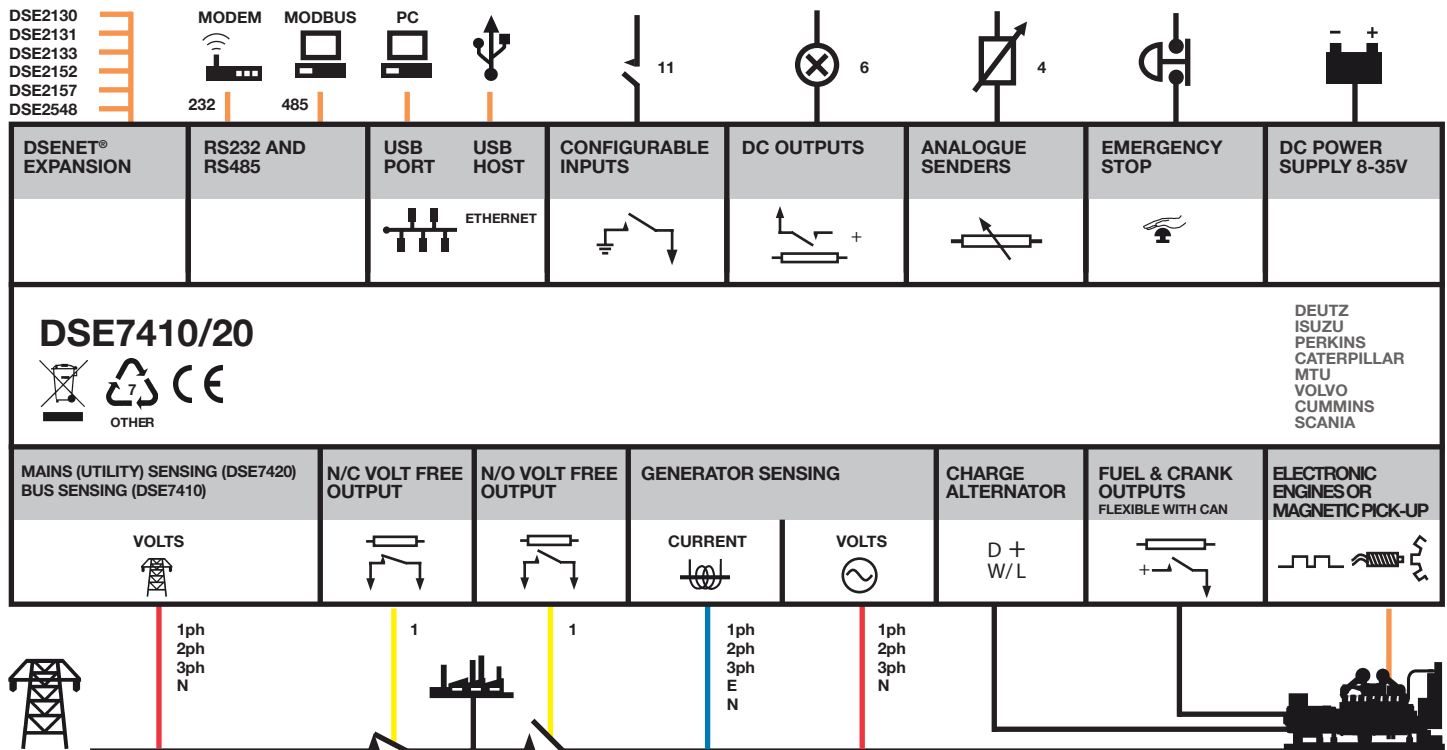 DSE2130
DSE2131
DSE2133
DSE2152
DSE2157
DSE2548
MODEM
MODBUS
PC
232
485
11
6
4
- +
DSENET®
EXPANSION
RS232 AND
RS485
USB
PORT
USB
HOST
CONFIGURABLE
INPUTS
DC OUTPUTS
ANALOGUE
SENDERS
EMERGENCY
STOP
DC POWER
SUPPLY 8-35V
ETHERNET
+
DSE7410/20
7
OTHER
CE
DEUTZ
ISUZU
PERKINS
CATERPILLAR
MTU
VOLVO
CUMMINS
SCANIA
MAINS (UTILITY) SENSING (DSE7420)
BUS SENSING (DSE7410)
N/C VOLT FREE
OUTPUT
N/O VOLT FREE
OUTPUT
GENERATOR SENSING
CHARGE
ALTERNATOR
FUEL & CRANK
OUTPUTS
FLEXIBLE WITH CAN
ELECTRONIC
ENGINES OR
MAGNETIC PICK-UP
VOLTS
CURRENT
VOLTS
D +
W/L
+
1ph
2ph
3ph
N
1
1
1ph
2ph
3ph
E
N
1ph
2ph
3ph
N